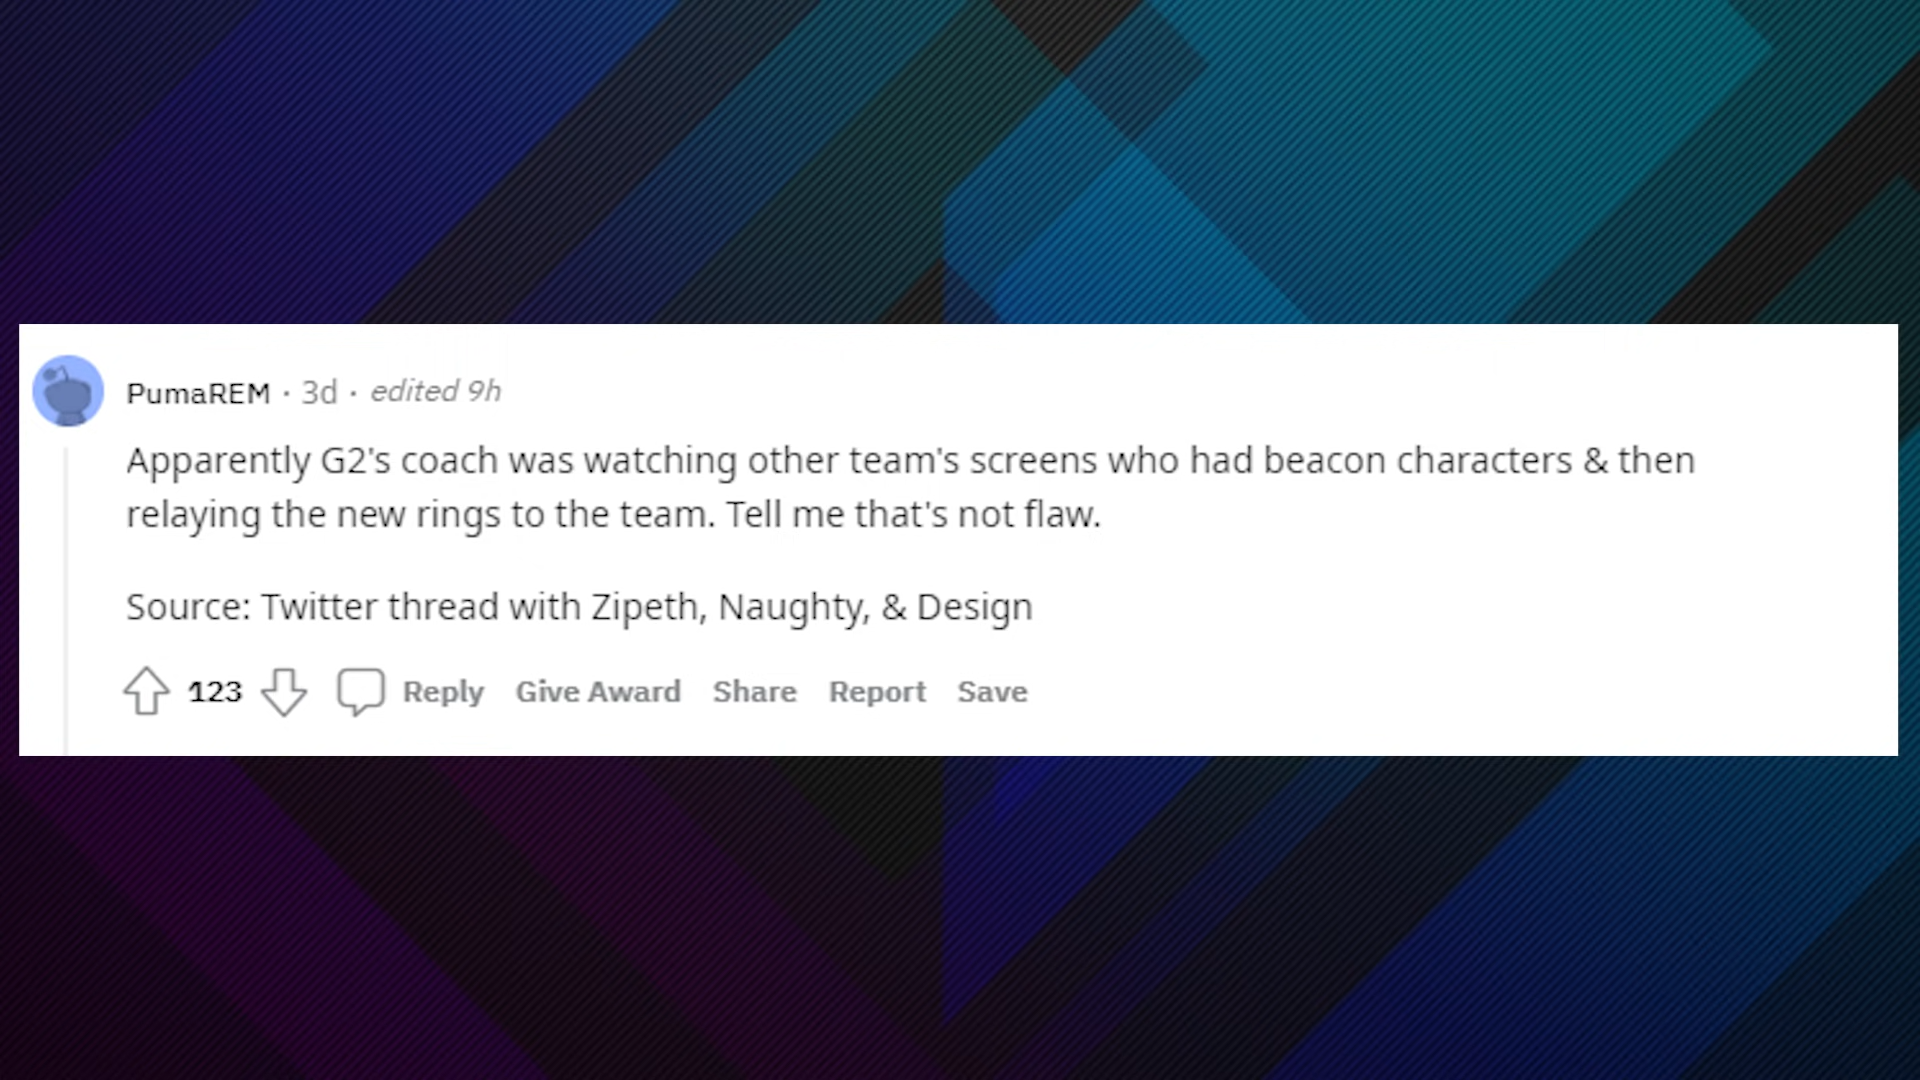 PumaREM · 3d · edited 9h
Apparently G2's coach was watching other team's screens who had beacon characters & then
relaying the new rings to the team. Tell me that's not flaw.
Source: Twitter thread with Zipeth, Naughty, & Design
123 Reply Give Award Share Report Save